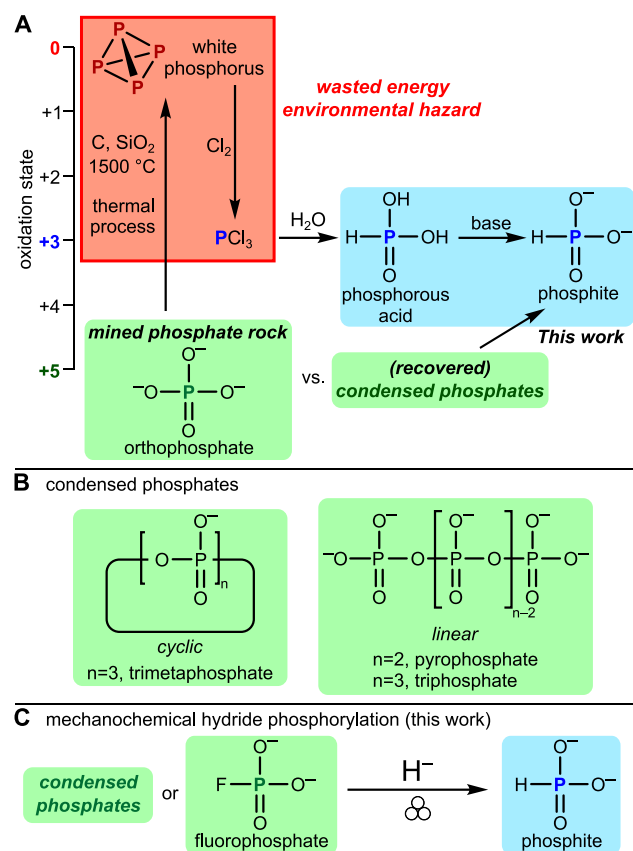 A
0
+1
+2
+3
+4
+5
oxidation state
P
P
P
P
white
phosphorus
C, SiO₂
1500 °C
thermal
process
Cl₂
PCl₃
wasted energy
environmental hazard
H₂O
OH
H P OH
O
phosphorous
acid
base
O⁻
H P O⁻
O
phosphite
This work
mined phosphate rock
O⁻
⁻O P O⁻
O
orthophosphate
vs.
(recovered)
condensed phosphates
B condensed phosphates
O⁻
O P
n
O
cyclic
n=3, trimetaphosphate
O⁻ O⁻ O⁻
⁻O P O P O P O⁻
O O O
n–2
linear
n=2, pyrophosphate
n=3, triphosphate
C mechanochemical hydride phosphorylation (this work)
condensed
phosphates
or
O⁻
F P O⁻
O
fluorophosphate
H⁻
O⁻
H P O⁻
O
phosphite